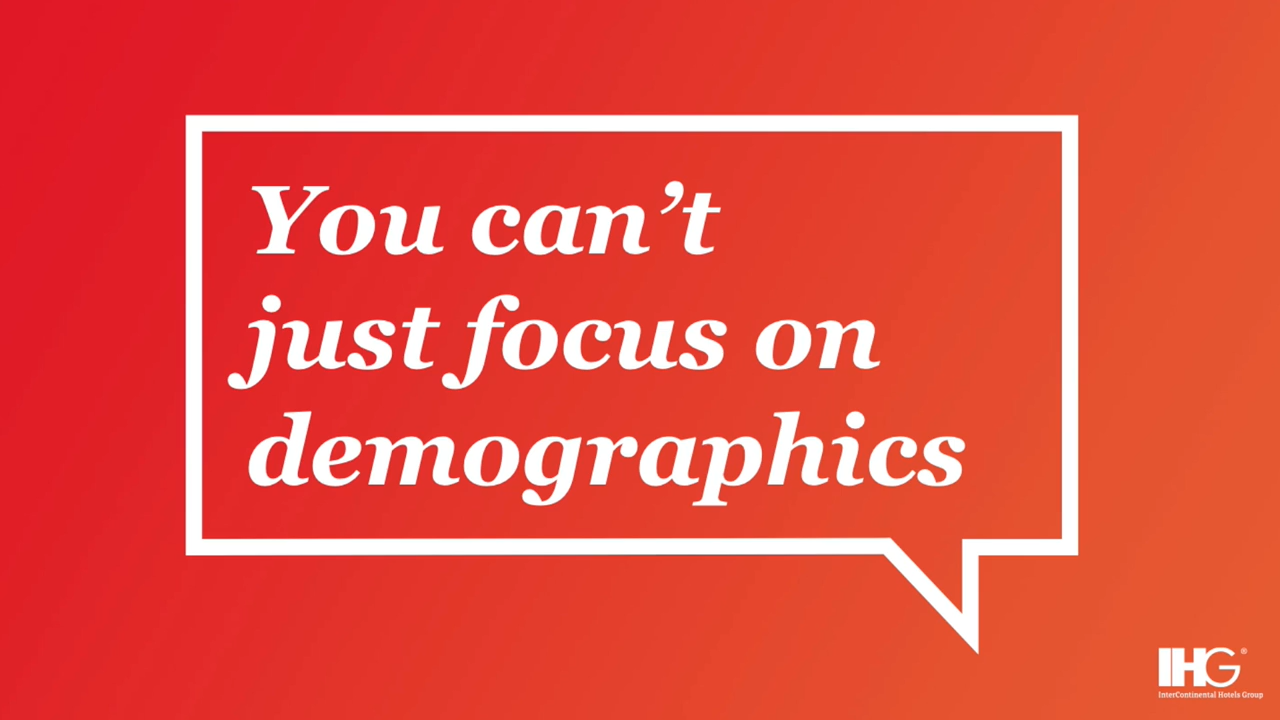 You can’t
just focus on
demographics
IHG®
InterContinental Hotels Group